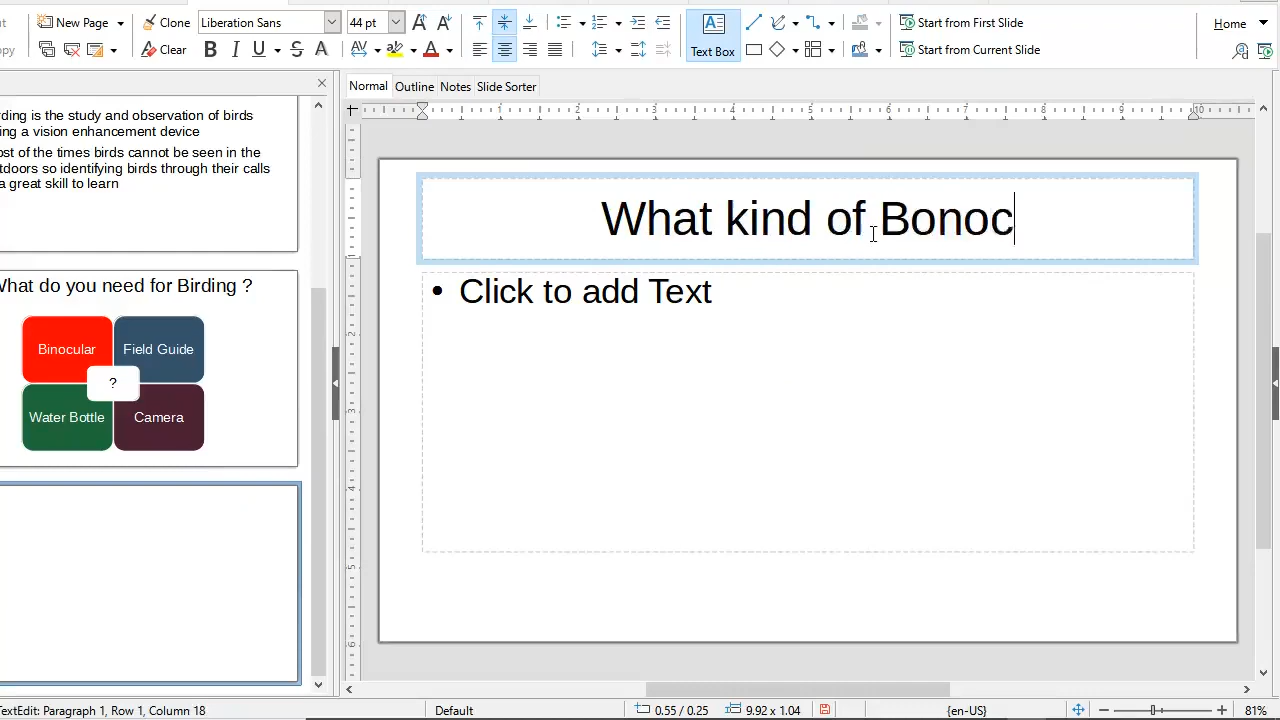 New Page
Clone
Liberation Sans
44 pt
Text Box
Start from First Slide
Home
Clear
Start from Current Slide
Normal
Outline
Notes
Slide Sorter
rding is the study and observation of birds
ing a vision enhancement device
ost of the times birds cannot be seen in the
tdoors so identifying birds through their calls
a great skill to learn
What kind of Bonoc
• Click to add Text
What do you need for Birding ?
Binocular
Field Guide
?
Water Bottle
Camera
TextEdit: Paragraph 1, Row 1, Column 18
Default
0.55 / 0.25
9.92 x 1.04
{en-US}
81%